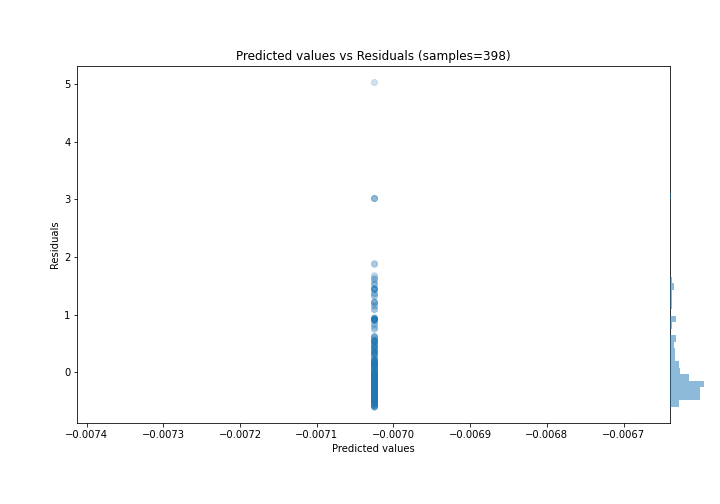 Predicted values vs Residuals (samples=398)
5
4
3
2
1
0
Residuals
−0.0074 −0.0073 −0.0072 −0.0071 −0.0070 −0.0069 −0.0068 −0.0067
Predicted values